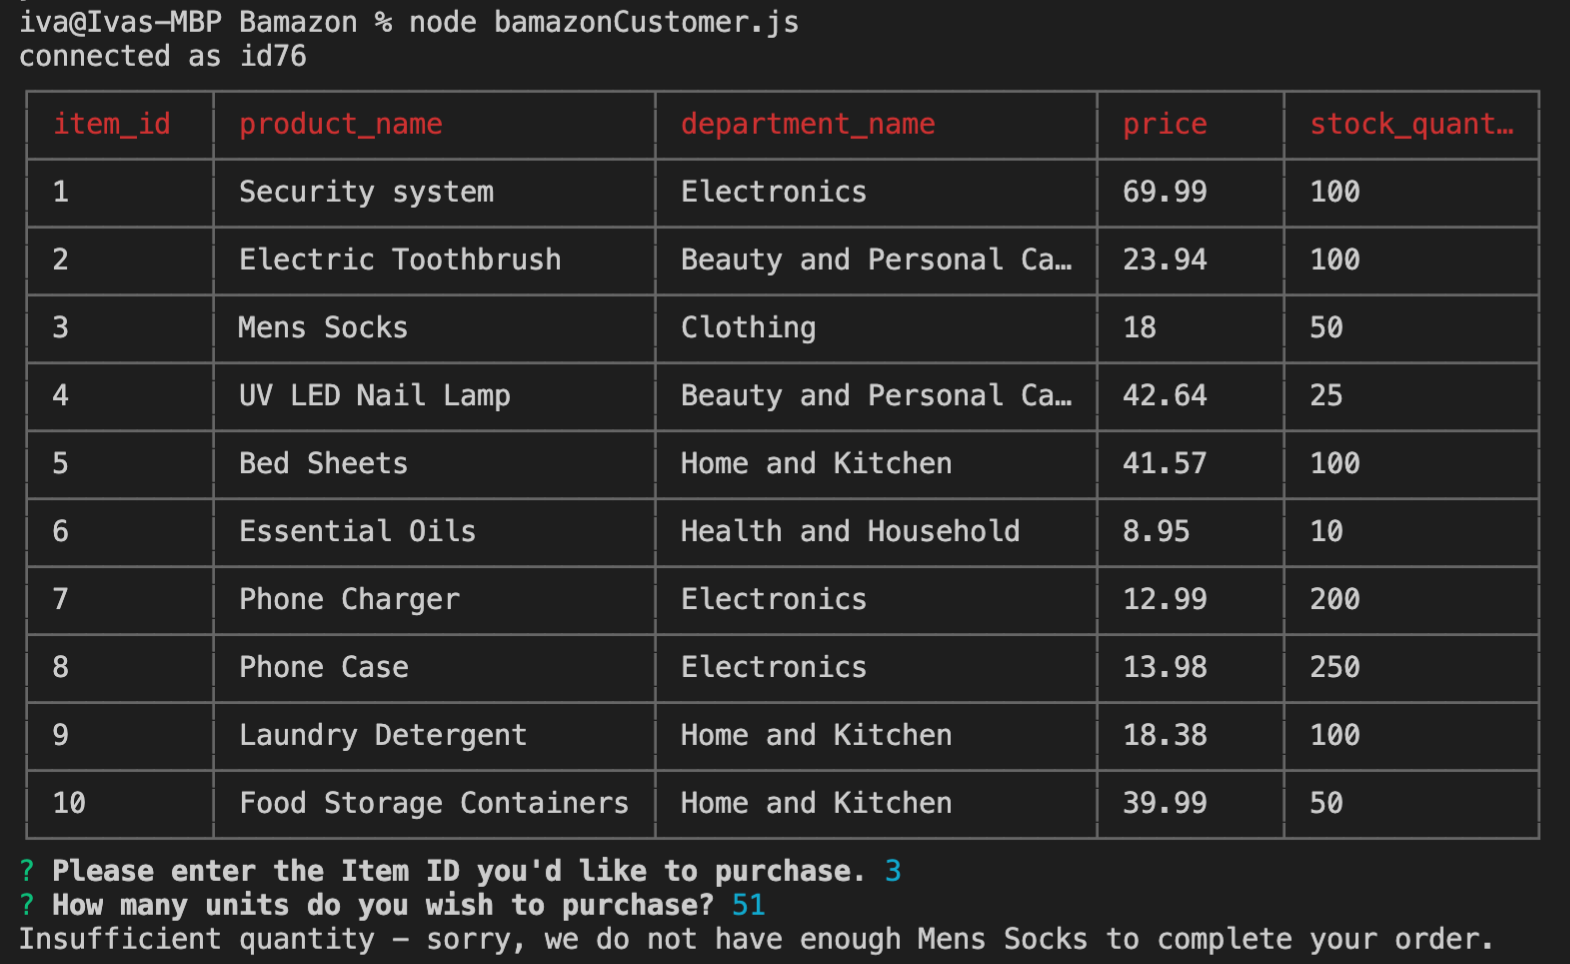 iva@Ivas-MBP Bamazon % node bamazonCustomer.js
connected as id76
item_id product_name department_name price stock_quant…
1 Security system Electronics 69.99 100
2 Electric Toothbrush Beauty and Personal Ca… 23.94 100
3 Mens Socks Clothing 18 50
4 UV LED Nail Lamp Beauty and Personal Ca… 42.64 25
5 Bed Sheets Home and Kitchen 41.57 100
6 Essential Oils Health and Household 8.95 10
7 Phone Charger Electronics 12.99 200
8 Phone Case Electronics 13.98 250
9 Laundry Detergent Home and Kitchen 18.38 100
10 Food Storage Containers Home and Kitchen 39.99 50
? Please enter the Item ID you'd like to purchase. 3
? How many units do you wish to purchase? 51
Insufficient quantity - sorry, we do not have enough Mens Socks to complete your order.